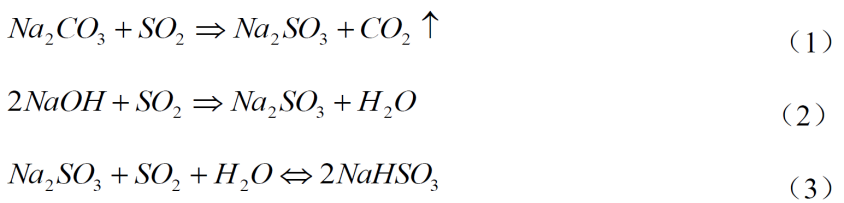 Na₂CO₃ + SO₂ ⇒ Na₂SO₃ + CO₂ ↑ （1）
2NaOH + SO₂ ⇒ Na₂SO₃ + H₂O （2）
Na₂SO₃ + SO₂ + H₂O ⇔ 2NaHSO₃ （3）